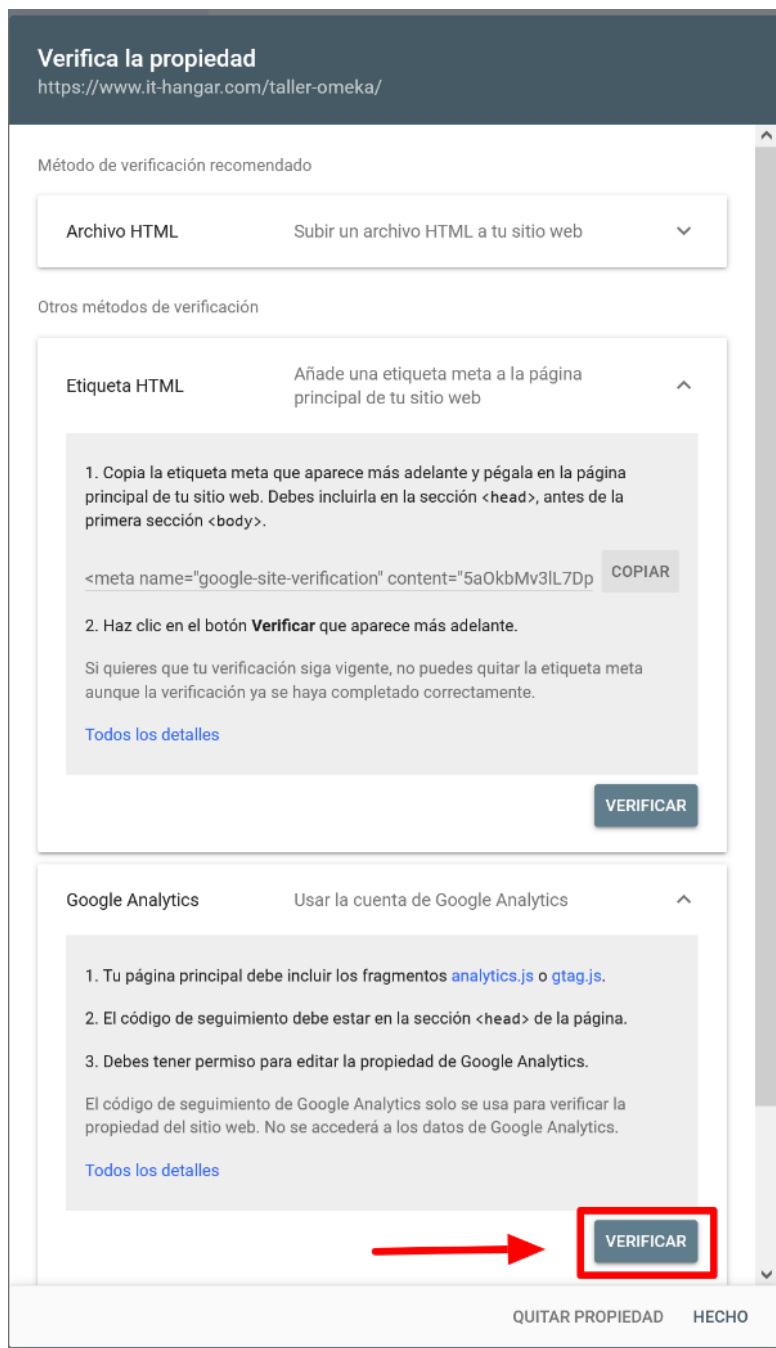 Verifica la propiedad
https://www.it-hangar.com/taller-omeka/
Método de verificación recomendado
Archivo HTML
Subir un archivo HTML a tu sitio web
Otros métodos de verificación
Etiqueta HTML
Añade una etiqueta meta a la página
principal de tu sitio web
1. Copia la etiqueta meta que aparece más adelante y pégala en la página
principal de tu sitio web. Debes incluirla en la sección <head>, antes de la
primera sección <body>.
<meta name="google-site-verification" content="5aOkbMv3lL7Dp
COPIAR
2. Haz clic en el botón Verificar que aparece más adelante.
Si quieres que tu verificación siga vigente, no puedes quitar la etiqueta meta
aunque la verificación ya se haya completado correctamente.
Todos los detalles
VERIFICAR
Google Analytics
Usar la cuenta de Google Analytics
1. Tu página principal debe incluir los fragmentos analytics.js o gtag.js.
2. El código de seguimiento debe estar en la sección <head> de la página.
3. Debes tener permiso para editar la propiedad de Google Analytics.
El código de seguimiento de Google Analytics solo se usa para verificar la
propiedad del sitio web. No se accederá a los datos de Google Analytics.
Todos los detalles
VERIFICAR
QUITAR PROPIEDAD
HECHO